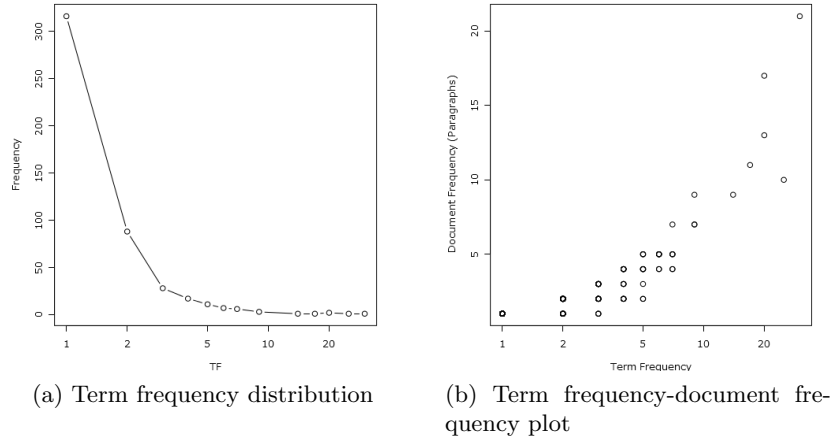 300
250
200
150
100
50
0
Frequency
1 2 5 10 20
TF
20
15
10
5
Document Frequency (Paragraphs)
1 2 5 10 20
Term Frequency
(a) Term frequency distribution
(b) Term frequency-document fre-
quency plot